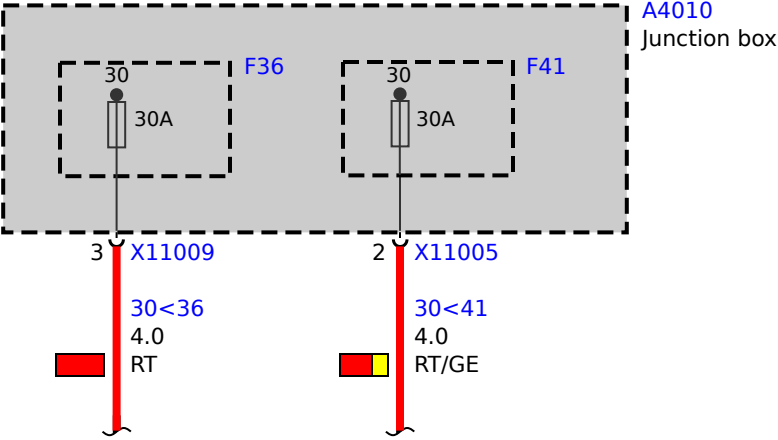 A4010
Junction box
F36
30
30A
F41
30
30A
3 X11009
2 X11005
30<36
4.0
RT
30<41
4.0
RT/GE